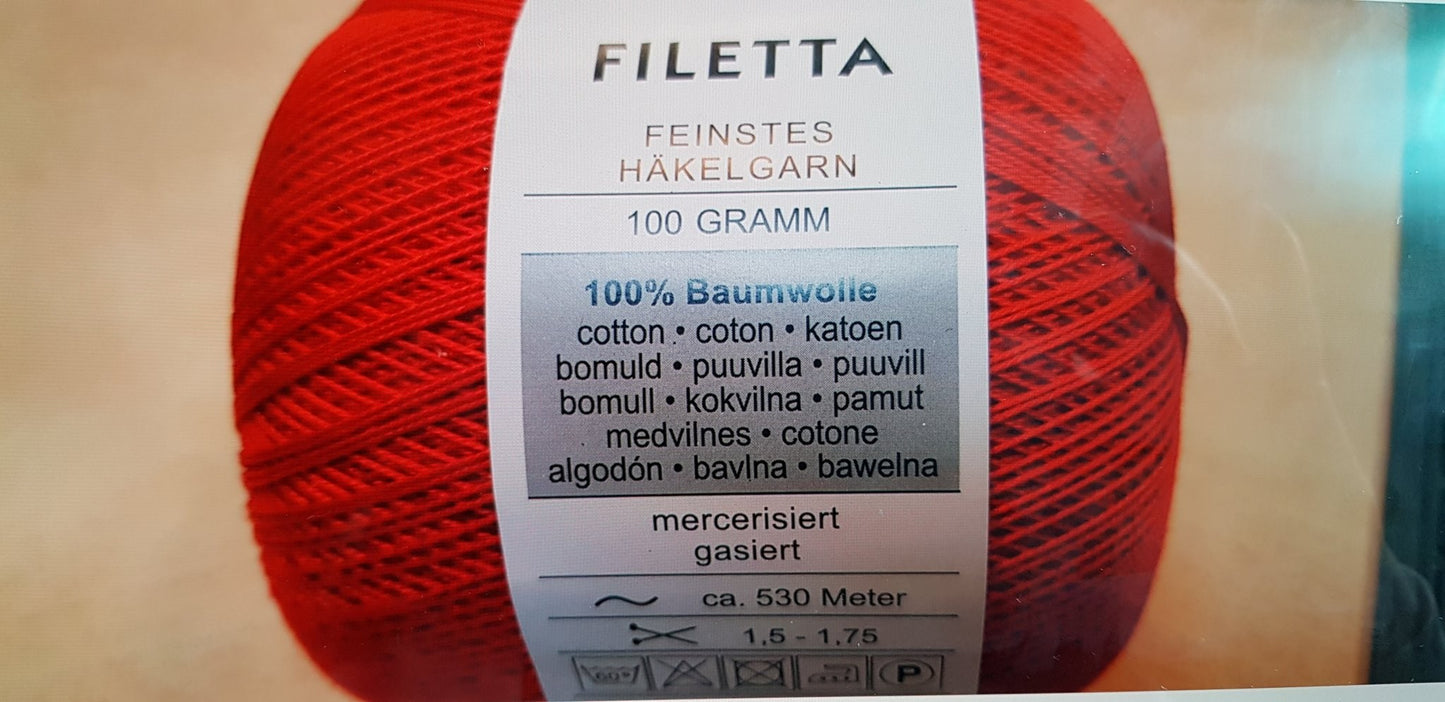 FILETTA
FEINSTES
HÄKELGARN
100 GRAMM
100% Baumwolle
cotton • coton • katoen
bomuld • puuvilla • puuvill
bomull • kokvilna • pamut
medvilnes • cotone
algodón • bavlna • bawelna
mercerisiert
gasiert
ca. 530 Meter
1,5 - 1,75
60° P